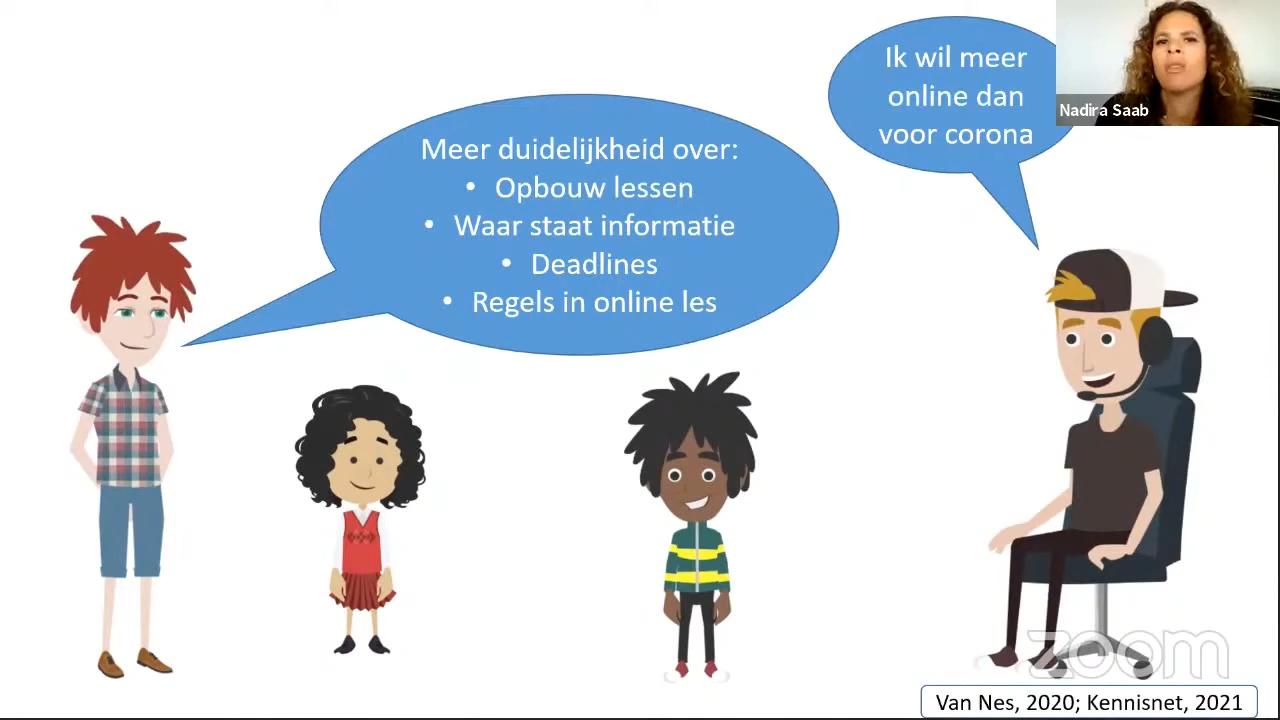 Ik wil meer
online dan
voor corona
Nadira Saab
Meer duidelijkheid over:
• Opbouw lessen
• Waar staat informatie
• Deadlines
• Regels in online les
zoom
Van Nes, 2020; Kennisnet, 2021